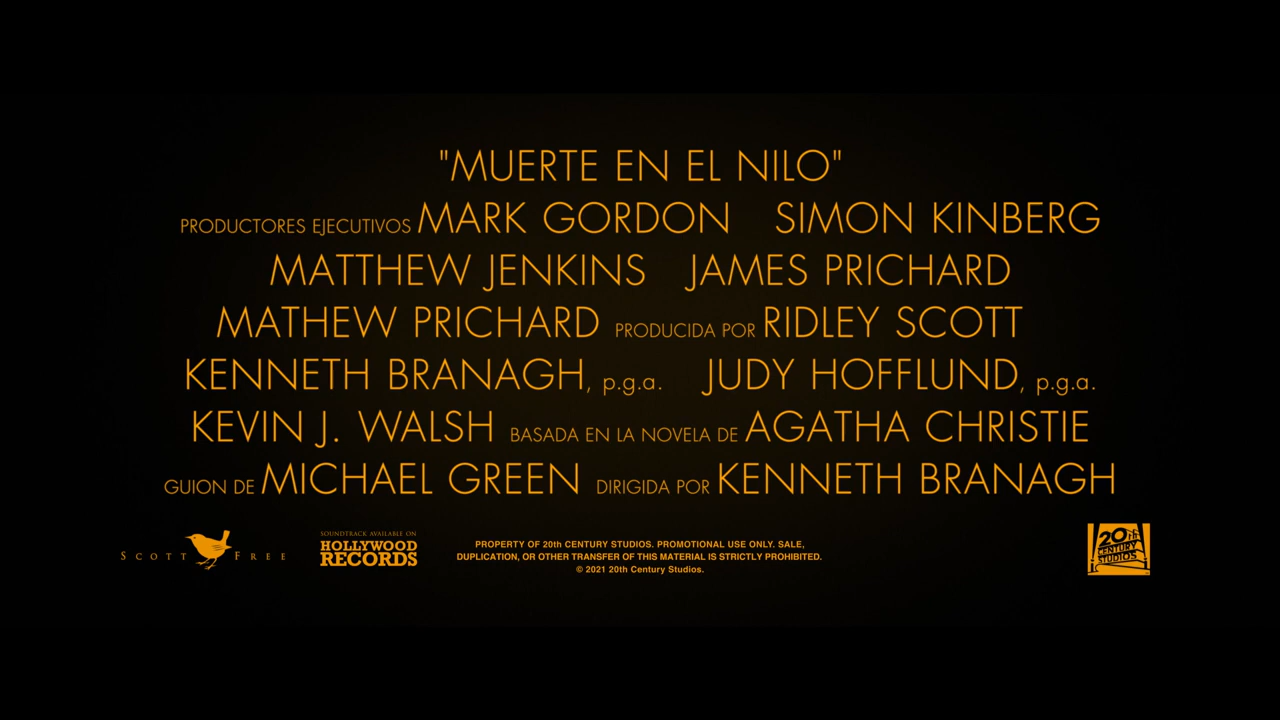 "MUERTE EN EL NILO"
PRODUCTORES EJECUTIVOS MARK GORDON SIMON KINBERG
MATTHEW JENKINS JAMES PRICHARD
MATHEW PRICHARD PRODUCIDA POR RIDLEY SCOTT
KENNETH BRANAGH, p.g.a. JUDY HOFFLUND, p.g.a.
KEVIN J. WALSH BASADA EN LA NOVELA DE AGATHA CHRISTIE
GUION DE MICHAEL GREEN DIRIGIDA POR KENNETH BRANAGH
SCOTT FREE
SOUNDTRACK AVAILABLE ON
HOLLYWOOD
RECORDS
PROPERTY OF 20th CENTURY STUDIOS. PROMOTIONAL USE ONLY. SALE,
DUPLICATION, OR OTHER TRANSFER OF THIS MATERIAL IS STRICTLY PROHIBITED.
© 2021 20th Century Studios.
20th
CENTURY
STUDIOS